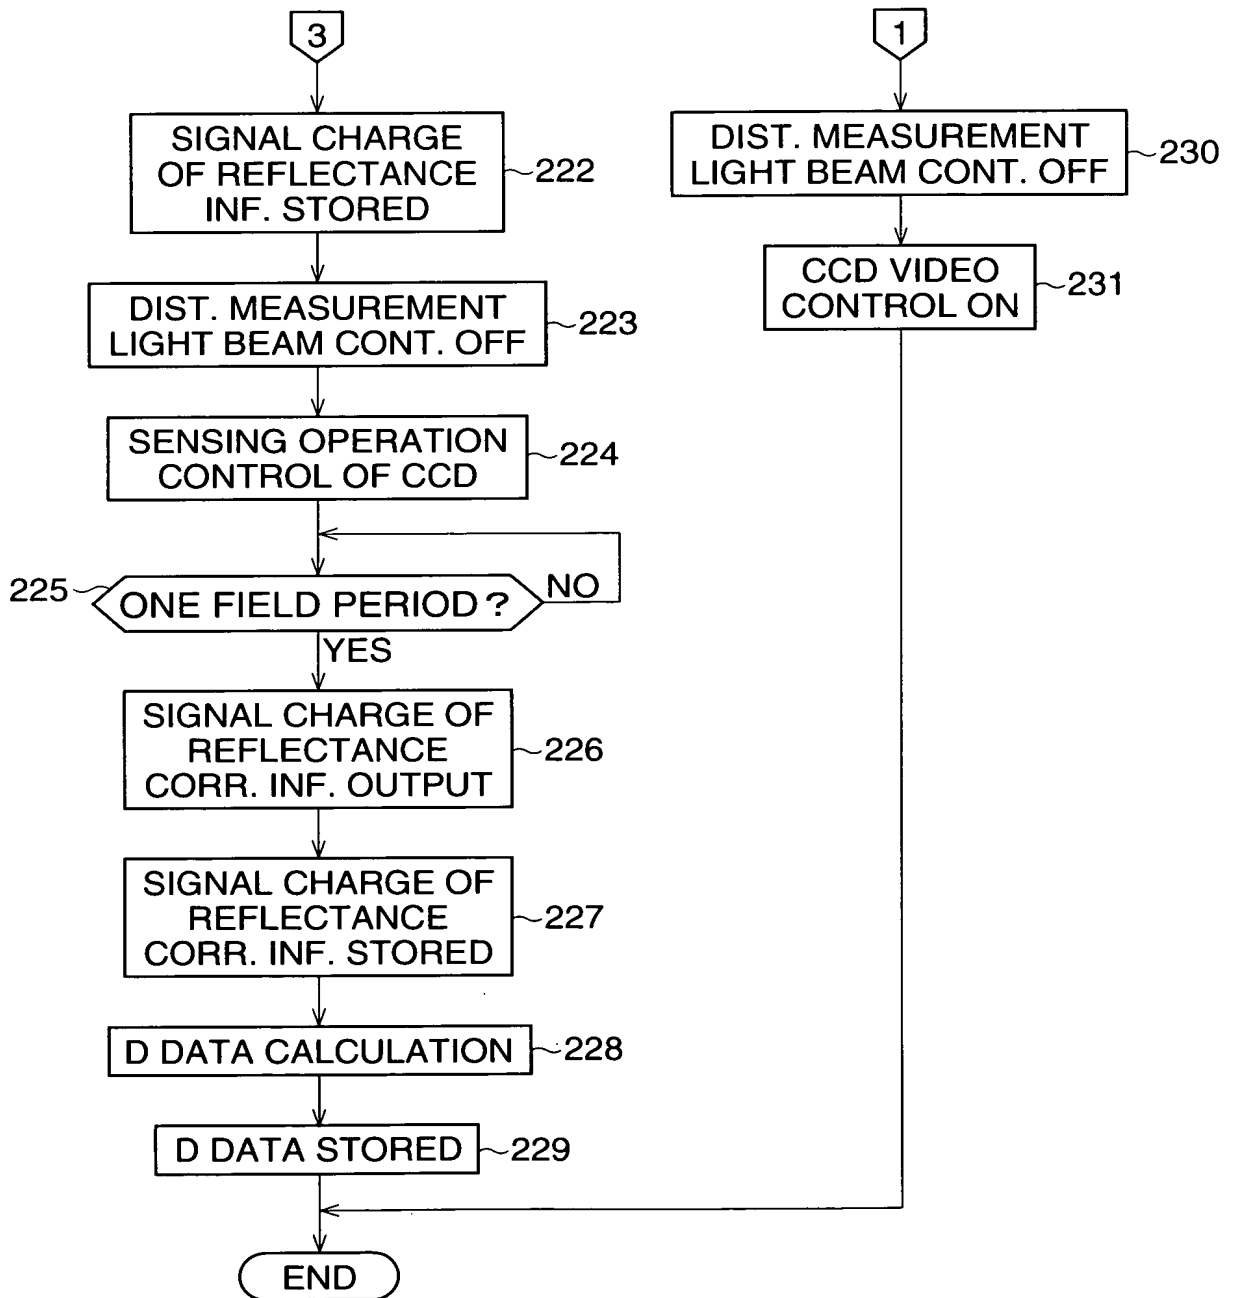 3
SIGNAL CHARGE
OF REFLECTANCE
INF. STORED
222
DIST. MEASUREMENT
LIGHT BEAM CONT. OFF
223
SENSING OPERATION
CONTROL OF CCD
224
225
ONE FIELD PERIOD ?
NO
YES
SIGNAL CHARGE OF
REFLECTANCE
CORR. INF. OUTPUT
226
SIGNAL CHARGE OF
REFLECTANCE
CORR. INF. STORED
227
D DATA CALCULATION
228
D DATA STORED
229
END
1
DIST. MEASUREMENT
LIGHT BEAM CONT. OFF
230
CCD VIDEO
CONTROL ON
231